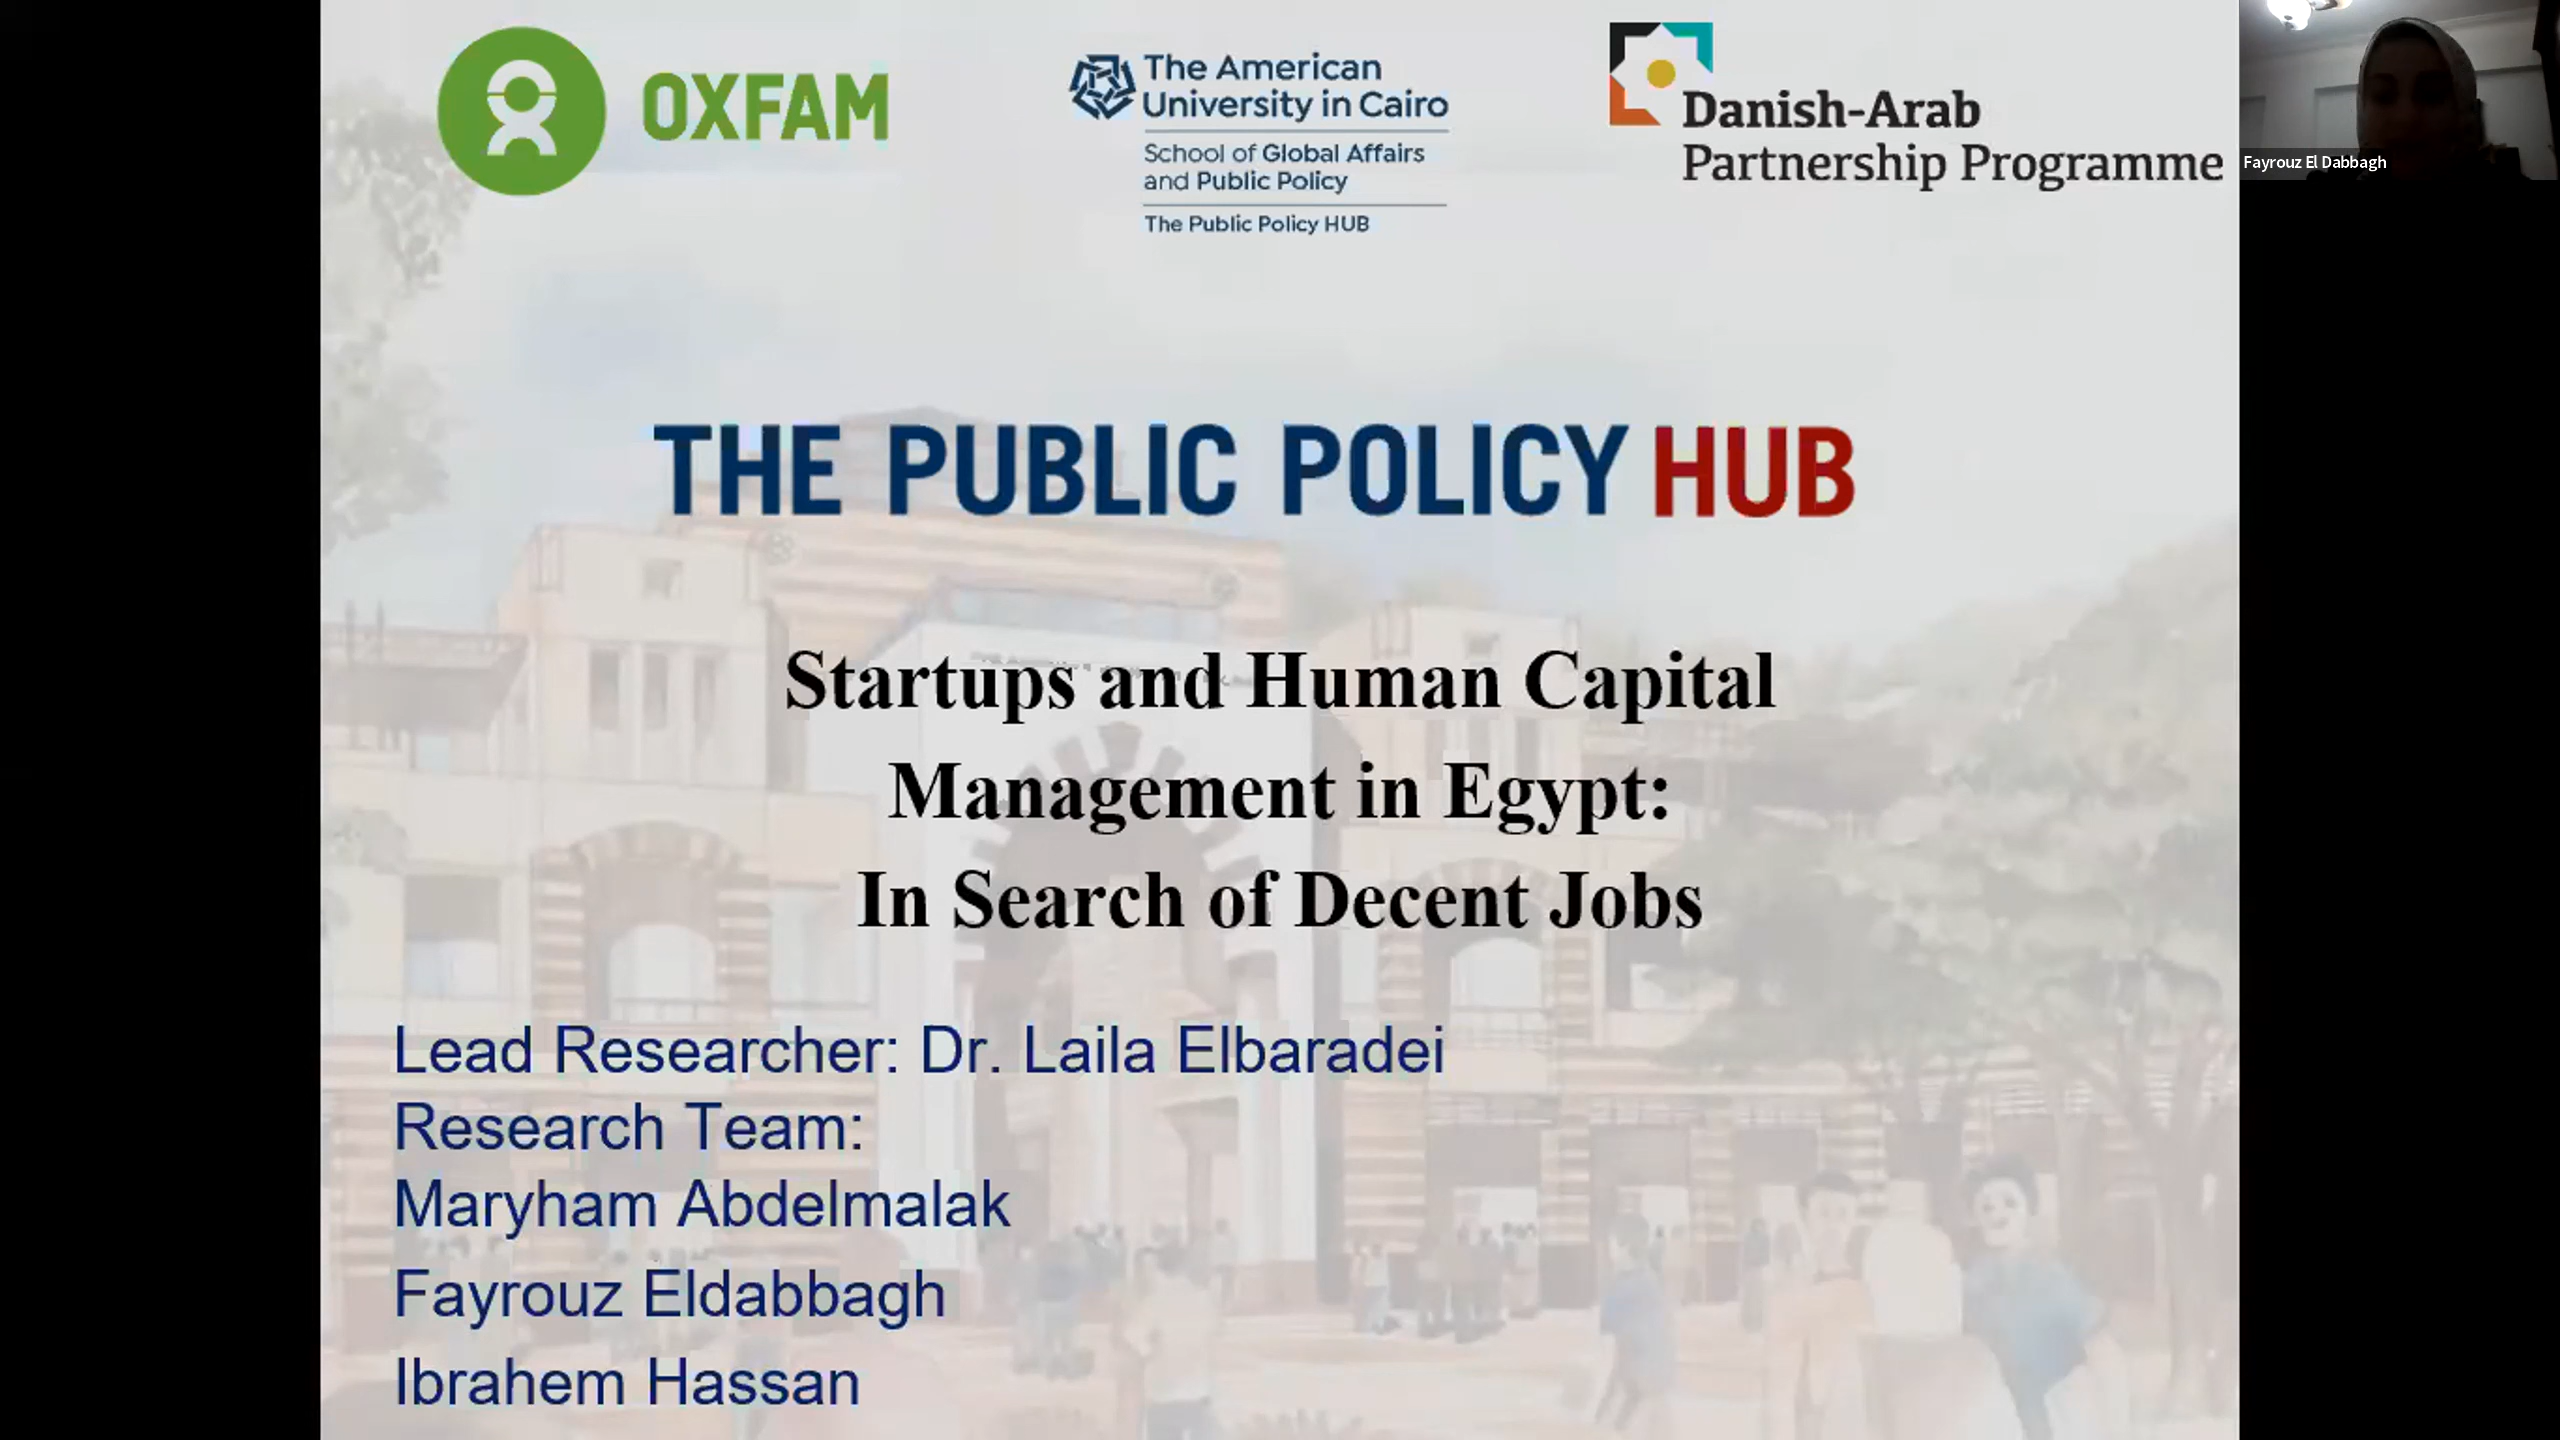 OXFAM
The American
University in Cairo
School of Global Affairs
and Public Policy
The Public Policy HUB
Danish-Arab
Partnership Programme
Fayrouz El Dabbagh
THE PUBLIC POLICY HUB
Startups and Human Capital
Management in Egypt:
In Search of Decent Jobs
Lead Researcher: Dr. Laila Elbaradei
Research Team:
Maryham Abdelmalak
Fayrouz Eldabbagh
Ibrahem Hassan